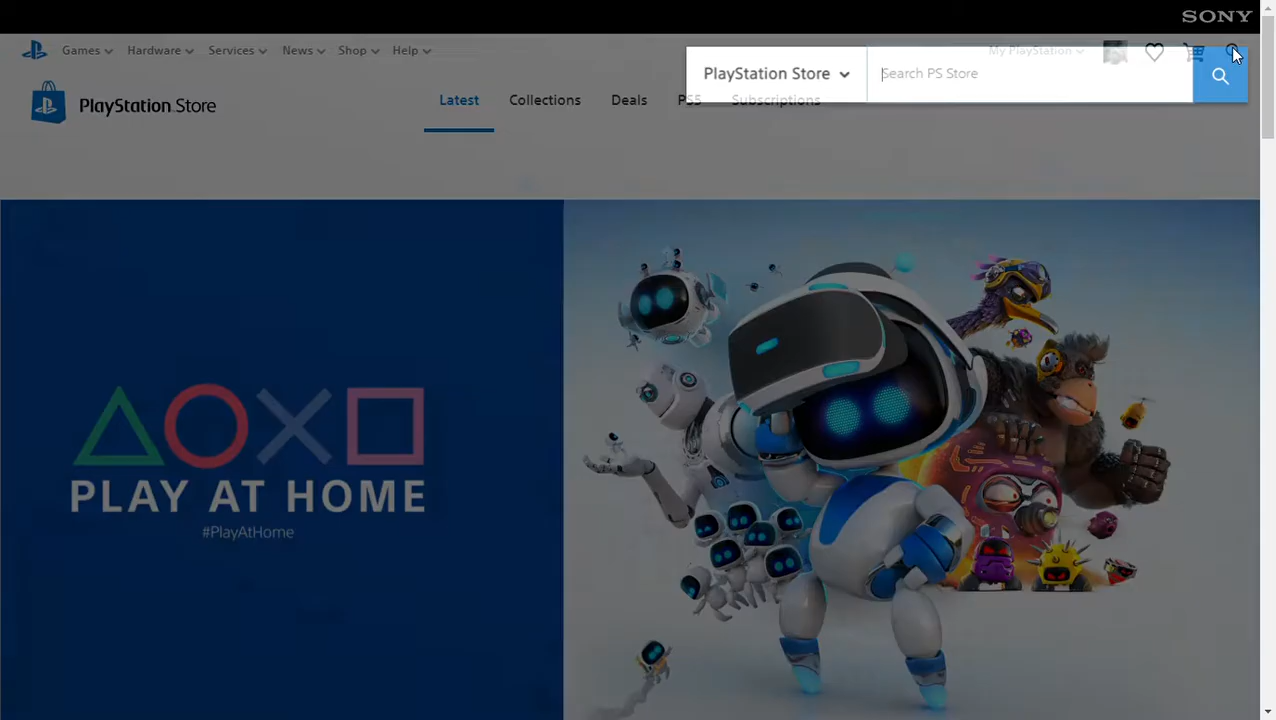 SONY
Games Hardware Services News Shop Help My PlayStation
PlayStation Store Search PS Store
PlayStation Store Latest Collections Deals PS5 Subscriptions
PLAY AT HOME
#PlayAtHome